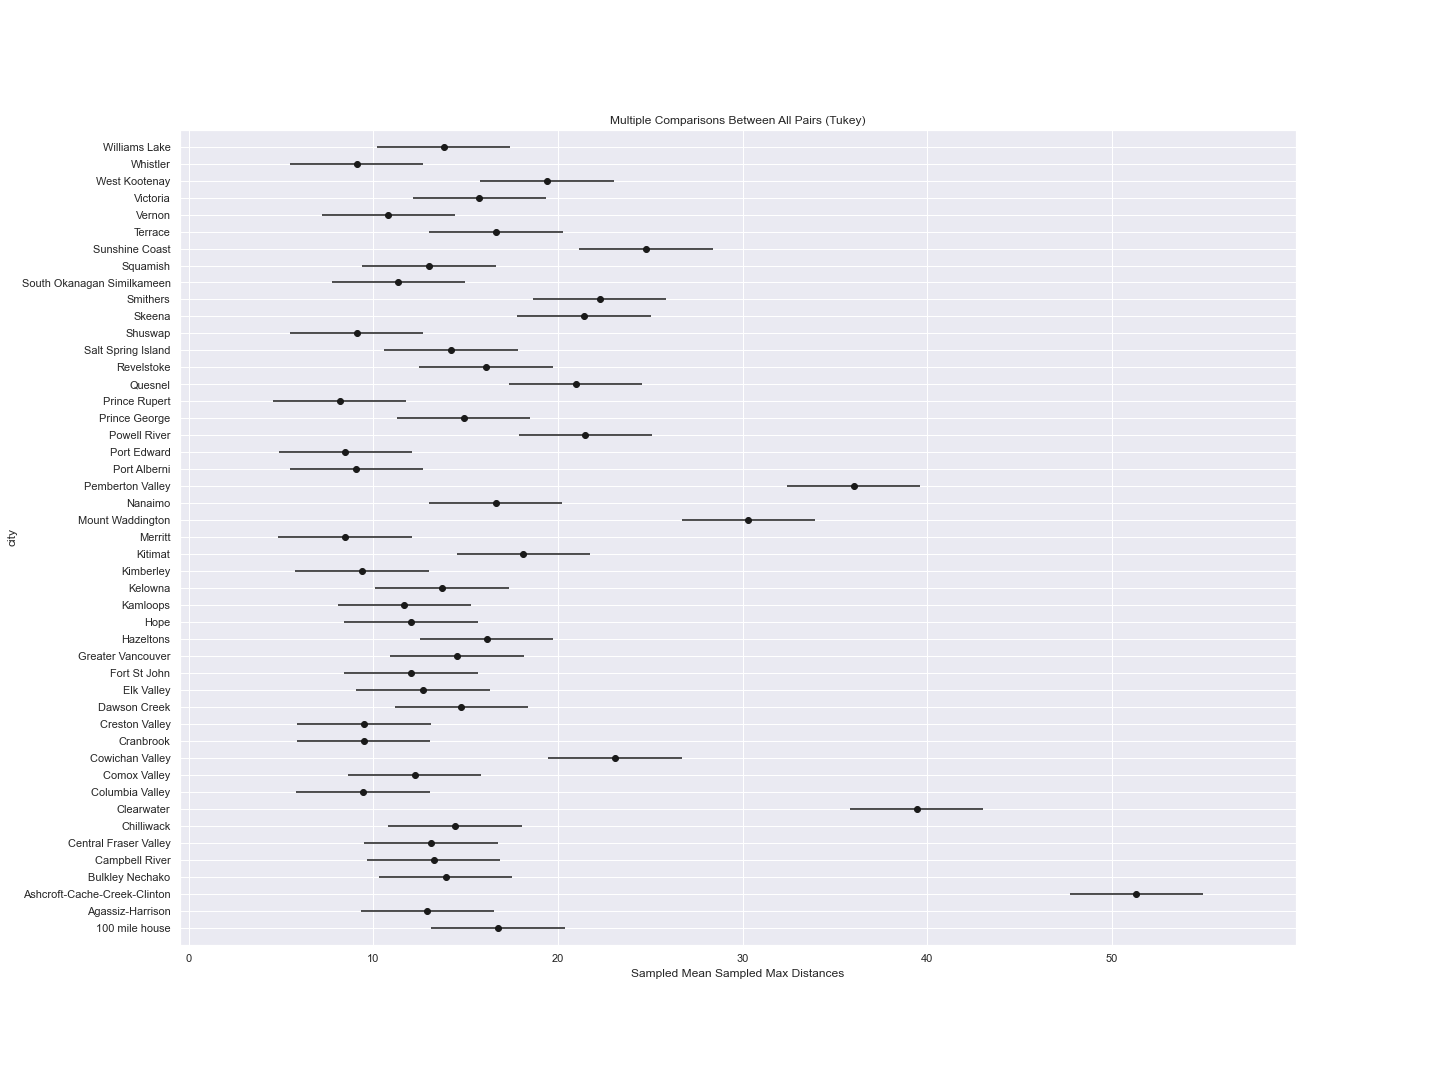 Multiple Comparisons Between All Pairs (Tukey)
Williams Lake
Whistler
West Kootenay
Victoria
Vernon
Terrace
Sunshine Coast
Squamish
South Okanagan Similkameen
Smithers
Skeena
Shuswap
Salt Spring Island
Revelstoke
Quesnel
Prince Rupert
Prince George
Powell River
Port Edward
Port Alberni
Pemberton Valley
Nanaimo
Mount Waddington
Merritt
Kitimat
Kimberley
Kelowna
Kamloops
Hope
Hazeltons
Greater Vancouver
Fort St John
Elk Valley
Dawson Creek
Creston Valley
Cranbrook
Cowichan Valley
Comox Valley
Columbia Valley
Clearwater
Chilliwack
Central Fraser Valley
Campbell River
Bulkley Nechako
Ashcroft-Cache-Creek-Clinton
Agassiz-Harrison
100 mile house
city
0 10 20 30 40 50
Sampled Mean Sampled Max Distances